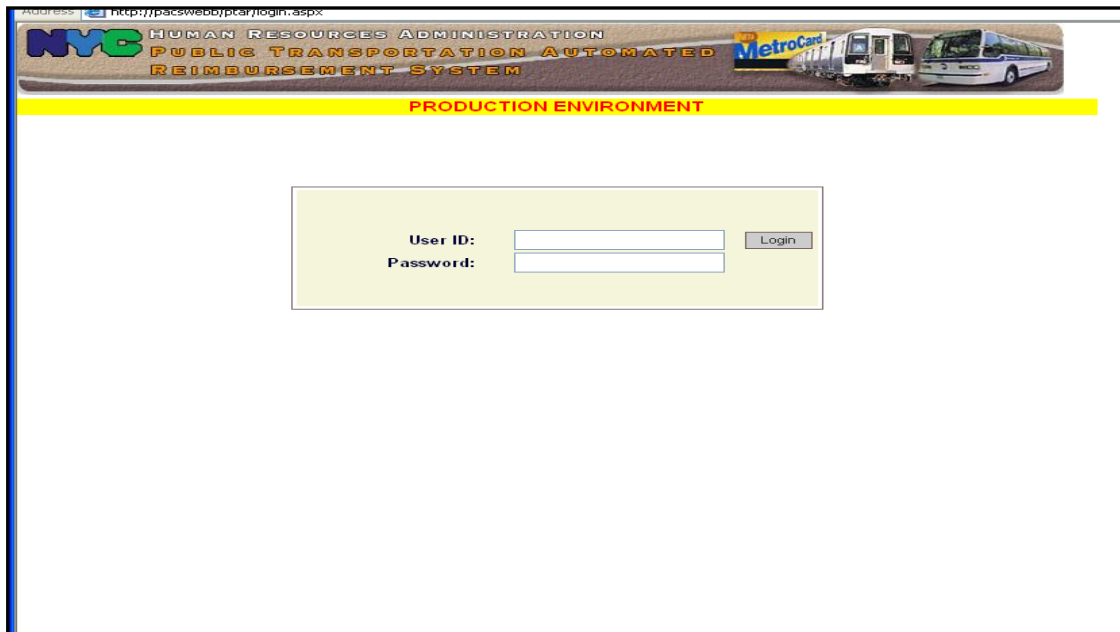 Address http://pacswebb/ptar/login.aspx
NYC
HUMAN RESOURCES ADMINISTRATION
PUBLIC TRANSPORTATION AUTOMATED
REIMBURSEMENT SYSTEM
MetroCard
PRODUCTION ENVIRONMENT
User ID:
Login
Password: